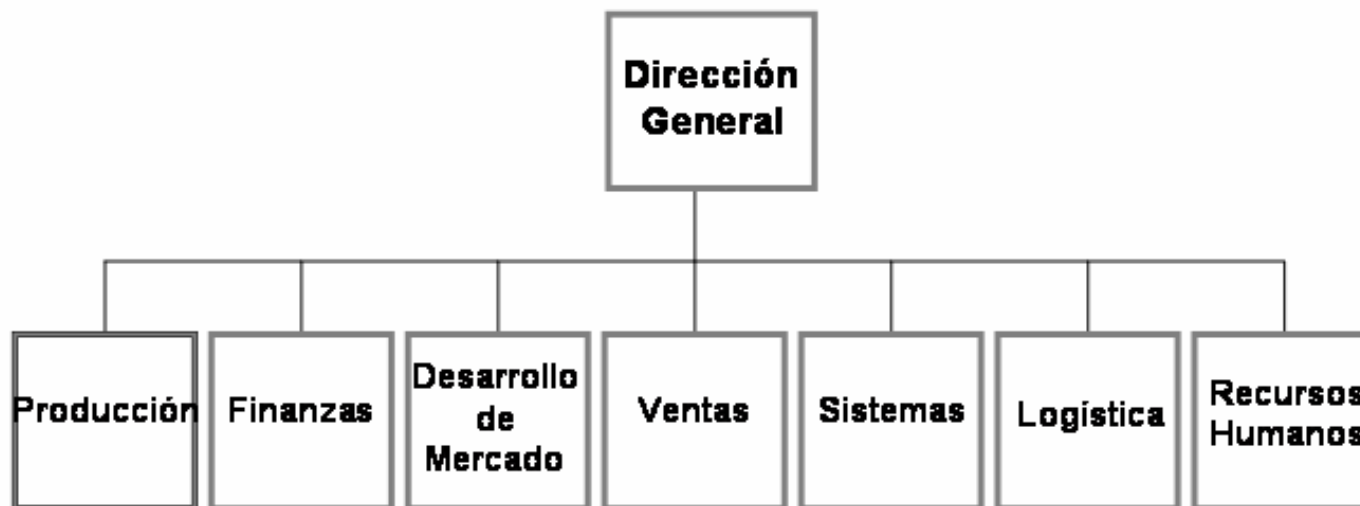 Dirección
General
Producción
Finanzas
Desarrollo
de
Mercado
Ventas
Sistemas
Logística
Recursos
Humanos